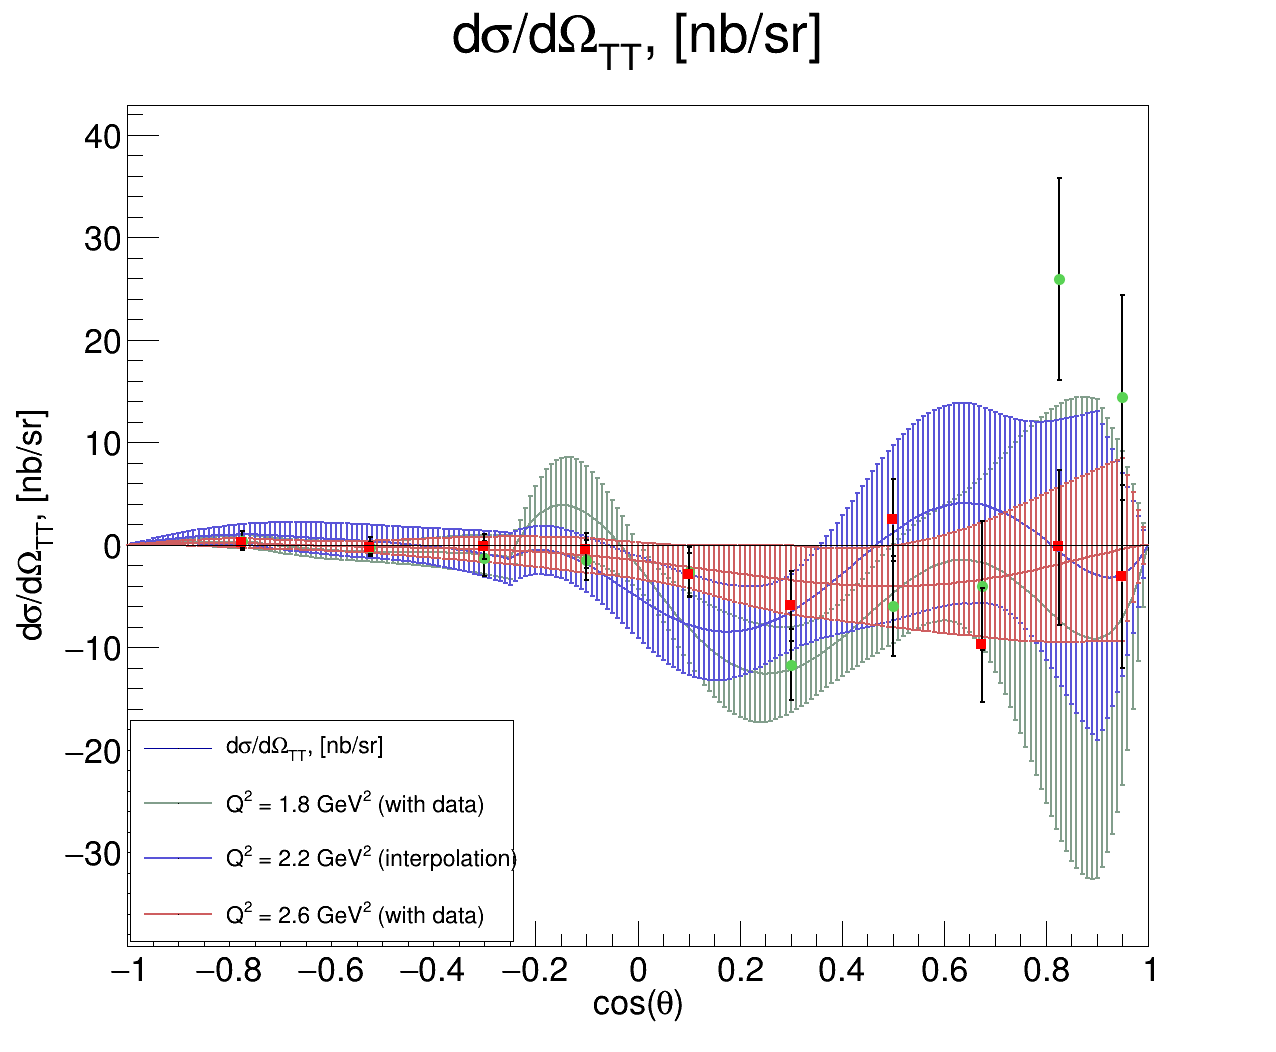 dσ/dΩ_TT, [nb/sr]
dσ/dΩ_TT, [nb/sr]
40
30
20
10
0
−10
−20
−30
dσ/dΩ_TT, [nb/sr]
Q² = 1.8 GeV² (with data)
Q² = 2.2 GeV² (interpolation)
Q² = 2.6 GeV² (with data)
−1 −0.8 −0.6 −0.4 −0.2 0 0.2 0.4 0.6 0.8 1
cos(θ)